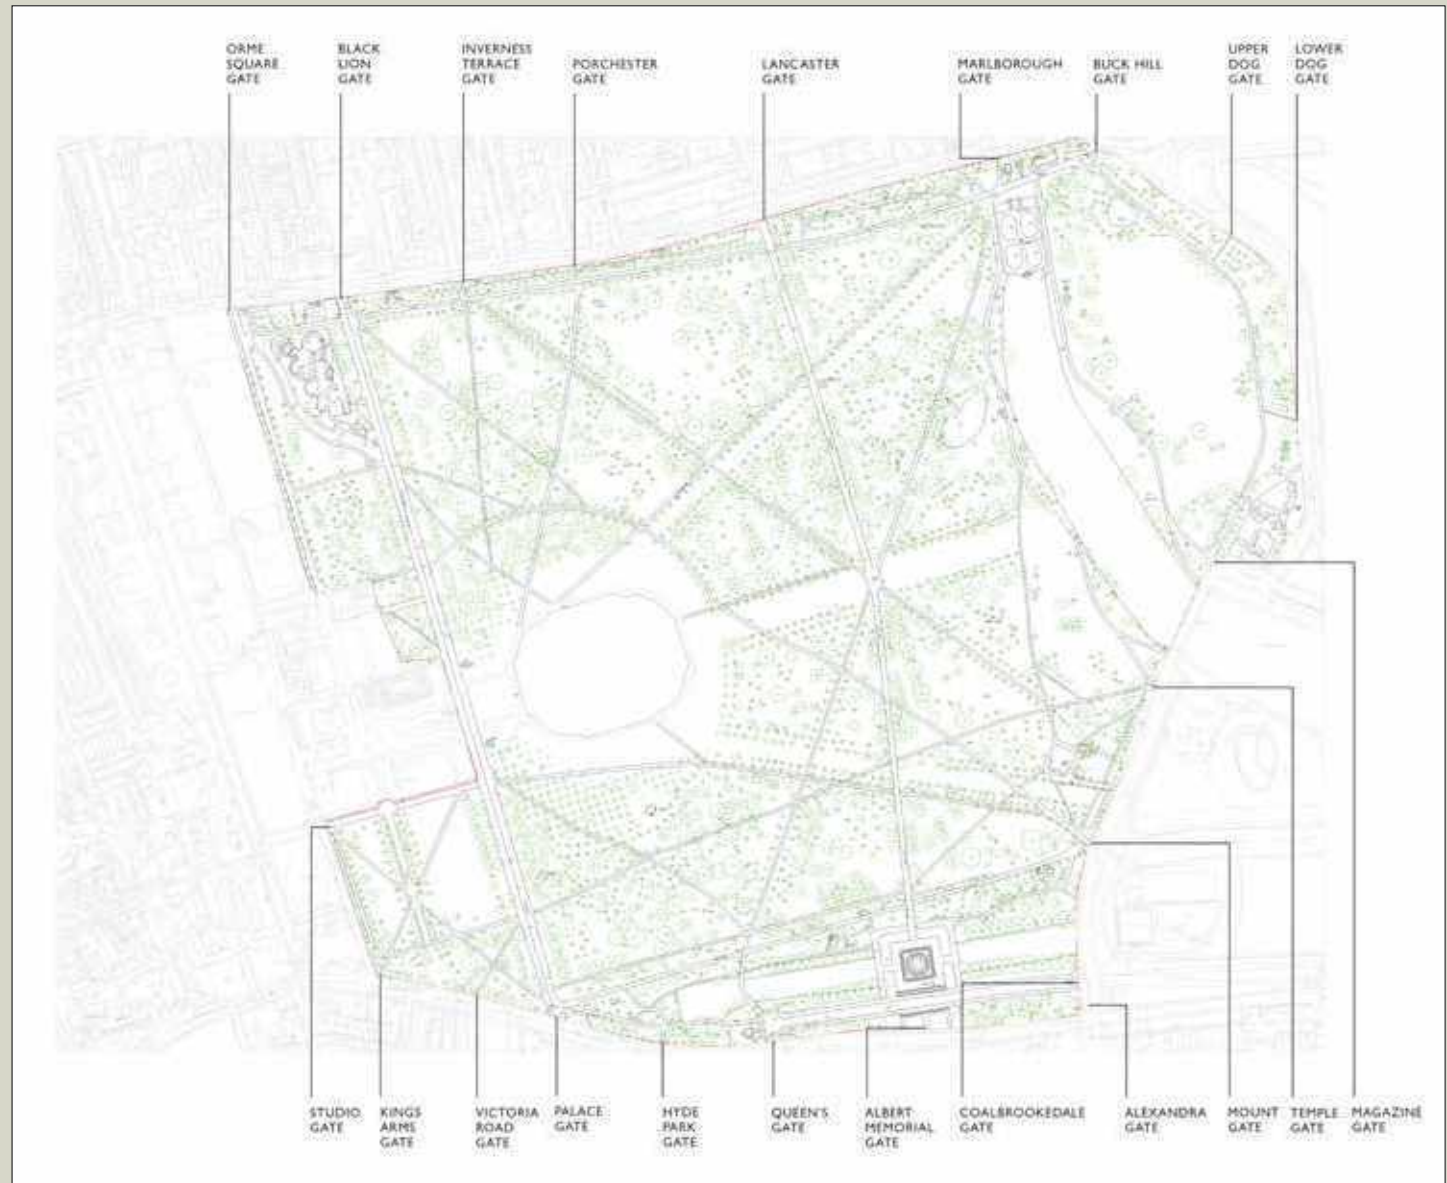 ORME
SQUARE
GATE
BLACK
LION
GATE
INVERNESS
TERRACE
GATE
PORCHESTER
GATE
LANCASTER
GATE
MARLBOROUGH
GATE
BUCK HILL
GATE
UPPER
DOG
GATE
LOWER
DOG
GATE
STUDIO
GATE
KINGS
ARMS
GATE
VICTORIA
ROAD
GATE
PALACE
GATE
HYDE
PARK
GATE
QUEEN'S
GATE
ALBERT
MEMORIAL
GATE
COALBROOKEDALE
GATE
ALEXANDRA
GATE
MOUNT
GATE
TEMPLE
GATE
MAGAZINE
GATE